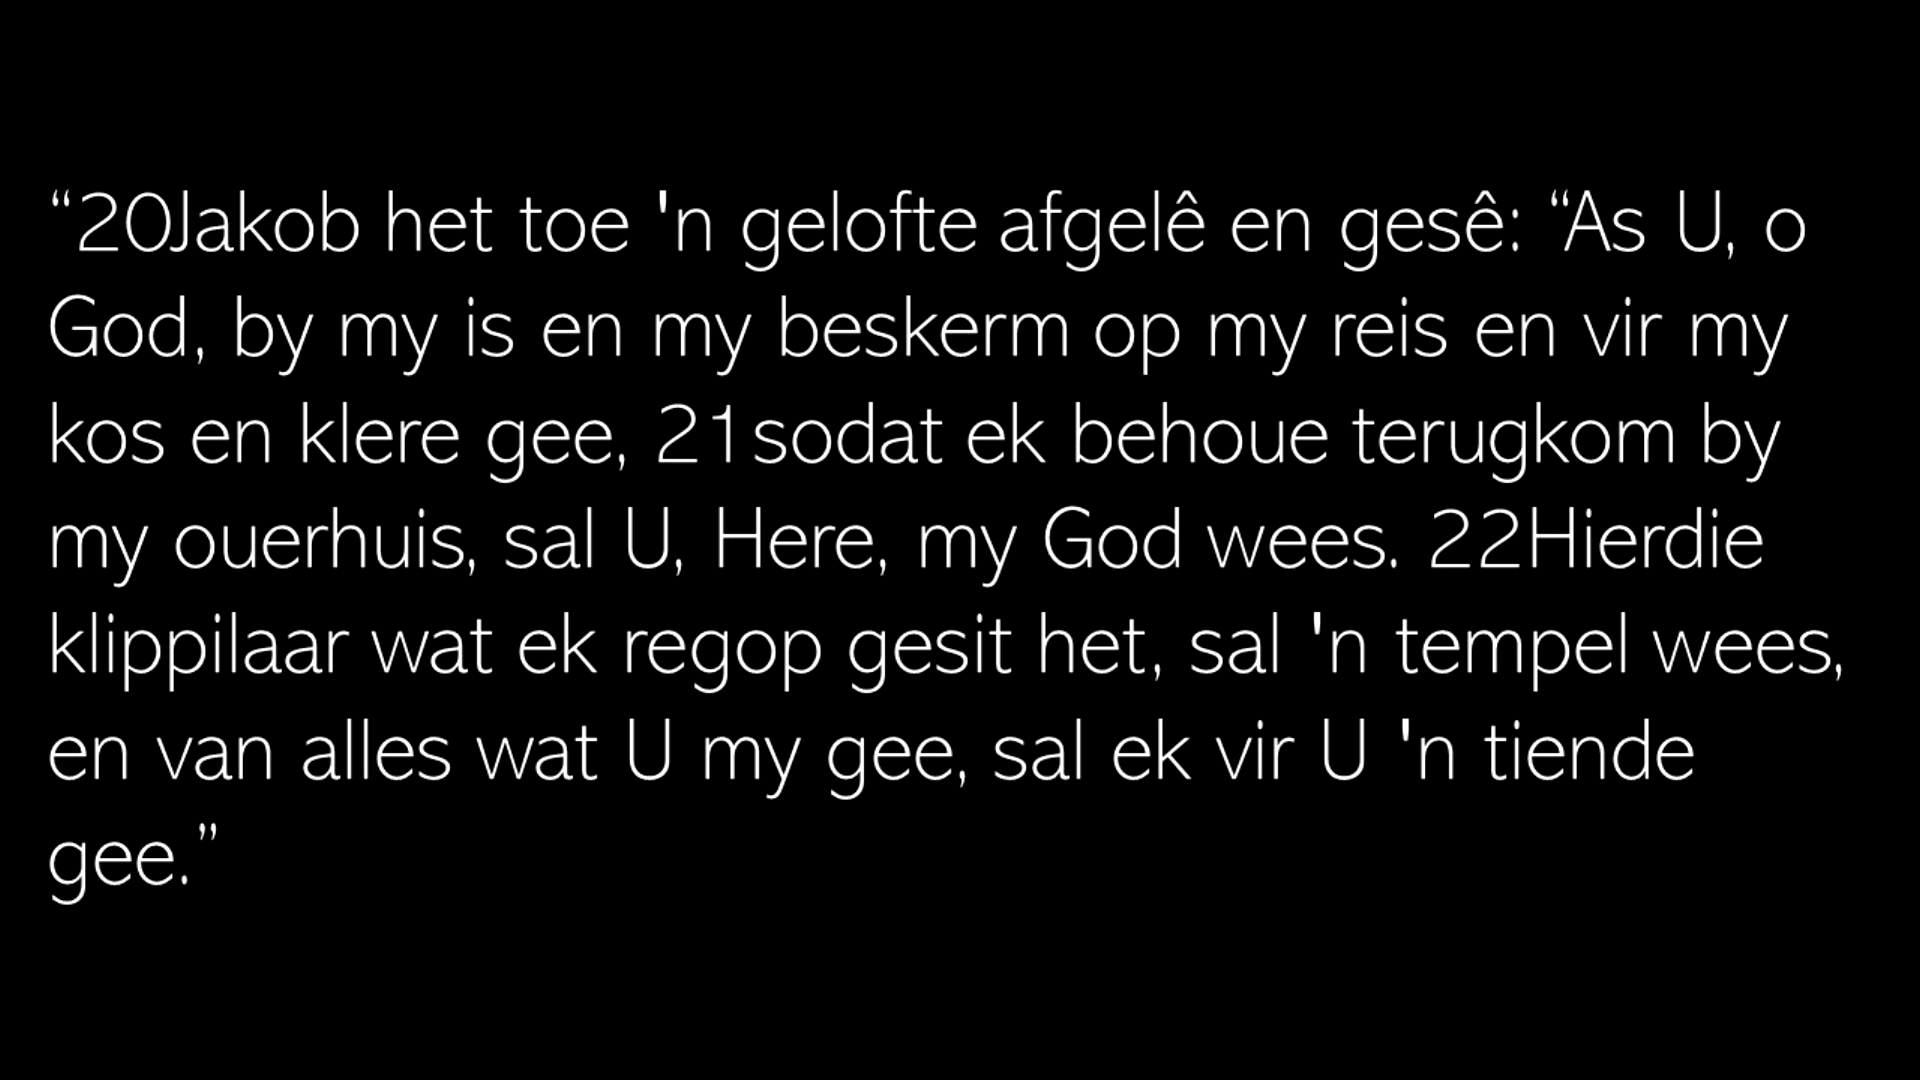 “20Jakob het toe 'n gelofte afgelê en gesê: “As U, o
God, by my is en my beskerm op my reis en vir my
kos en klere gee, 21sodat ek behoue terugkom by
my ouerhuis, sal U, Here, my God wees. 22Hierdie
klippilaar wat ek regop gesit het, sal 'n tempel wees,
en van alles wat U my gee, sal ek vir U 'n tiende
gee.”